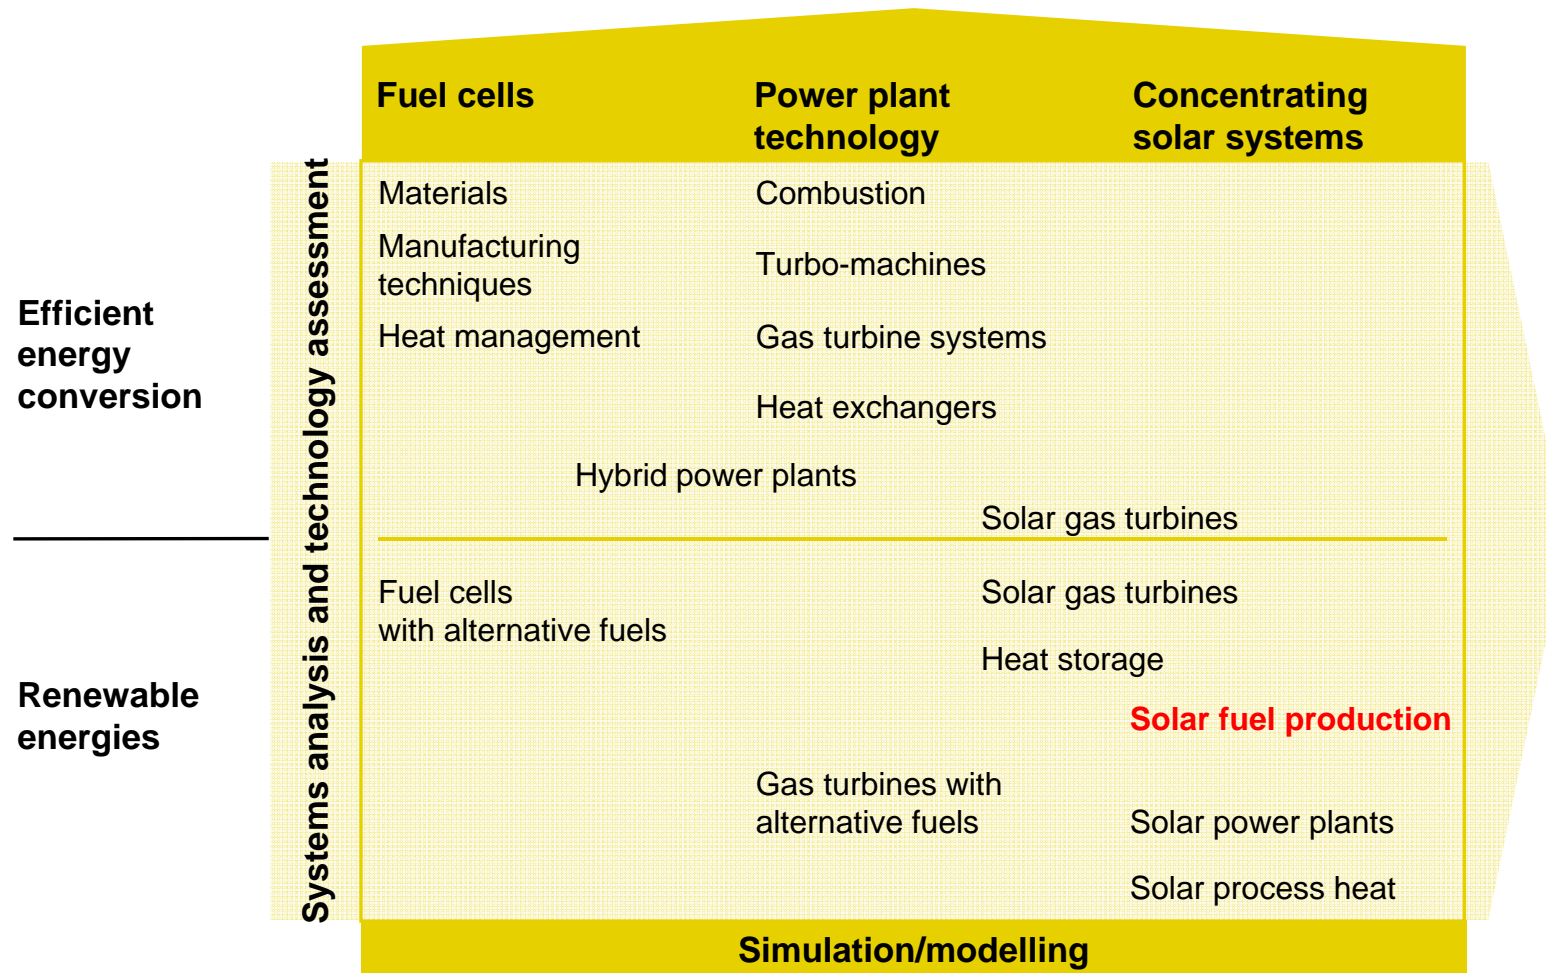 Fuel cells
Power plant
technology
Concentrating
solar systems
Systems analysis and technology assessment
Efficient
energy
conversion
Materials
Manufacturing
techniques
Heat management
Combustion
Turbo-machines
Gas turbine systems
Heat exchangers
Hybrid power plants
Solar gas turbines
Renewable
energies
Fuel cells
with alternative fuels
Solar gas turbines
Heat storage
Solar fuel production
Gas turbines with
alternative fuels
Solar power plants
Solar process heat
Simulation/modelling